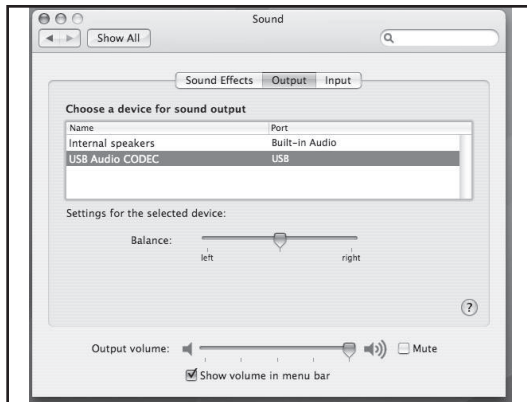 Sound
Show All
Sound Effects Output Input
Choose a device for sound output
Name Port
Internal speakers Built-in Audio
USB Audio CODEC USB
Settings for the selected device:
Balance:
left right
?
Output volume: Mute
Show volume in menu bar